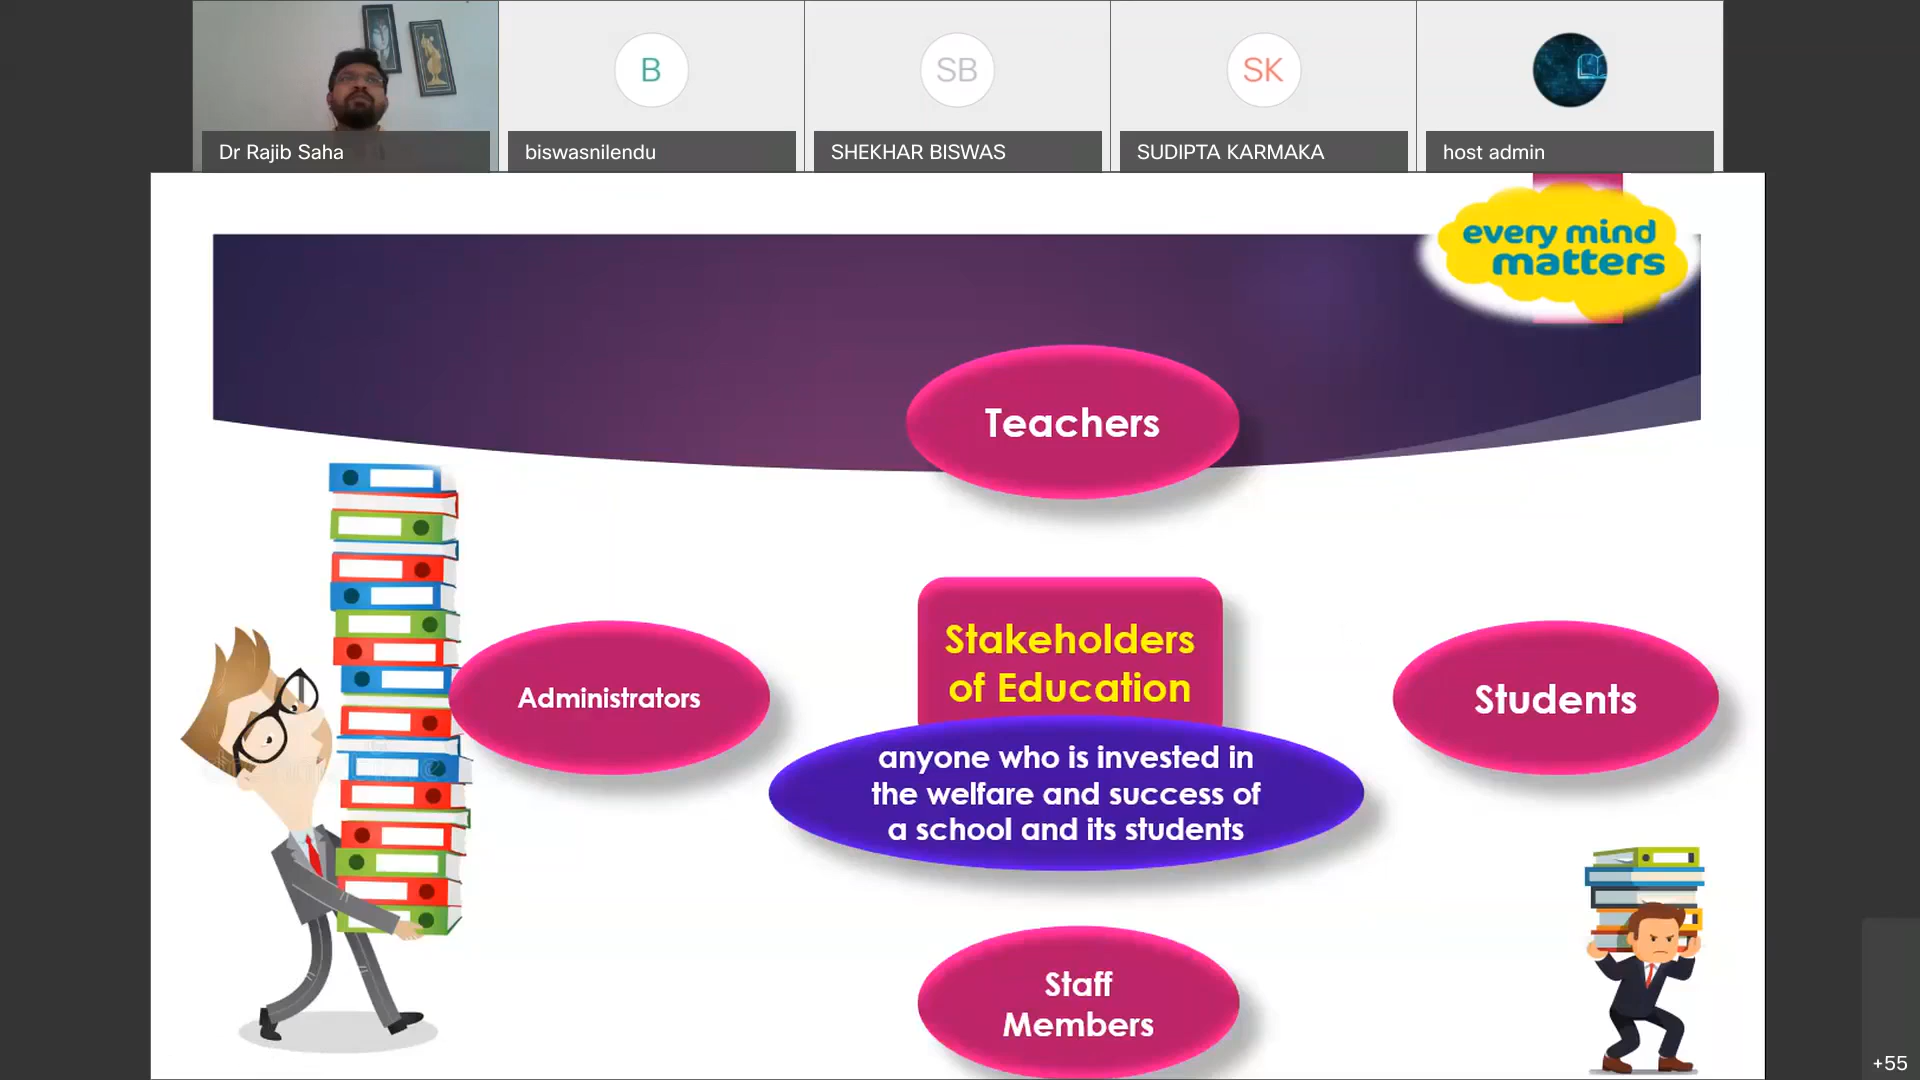 B
SB
SK
Dr Rajib Saha
biswasnilendu
SHEKHAR BISWAS
SUDIPTA KARMAKA
host admin
every mind
matters
Teachers
Stakeholders
of Education
Administrators
Students
anyone who is invested in
the welfare and success of
a school and its students
Staff
Members
+55